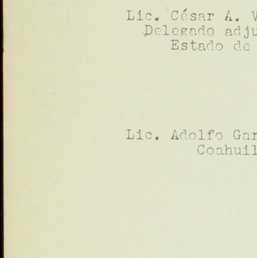 Lic. César A. V
Delegado adju
Estado de
Lic. Adolfo Gar
Coahuil